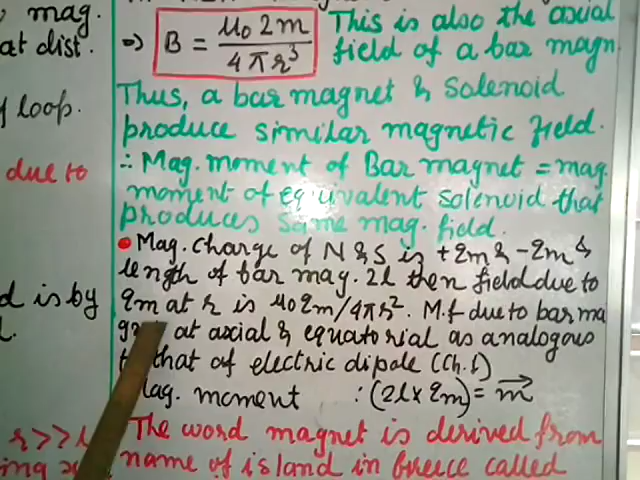 mag.
at dist.
loop.
due to
d is by
r>>l
⇒ B = μ₀ 2m / 4πr³
This is also the axial
field of a bar magn
Thus, a bar magnet & Solenoid
produce similar magnetic field.
∴ Mag. moment of Bar magnet = mag.
moment of equivalent solenoid that
produces same mag. field.
• Mag. charge of N & S is +qm & -qm &
length of bar mag. 2l then field due to
qm at r is μ0qm/4πr². M.f due to bar ma
at axial & equatorial as analogous
that of electric dipole (Ch.1)
Mag. moment : (2l × qm) = m⃗
The word magnet is derived from
name of island in Greece called